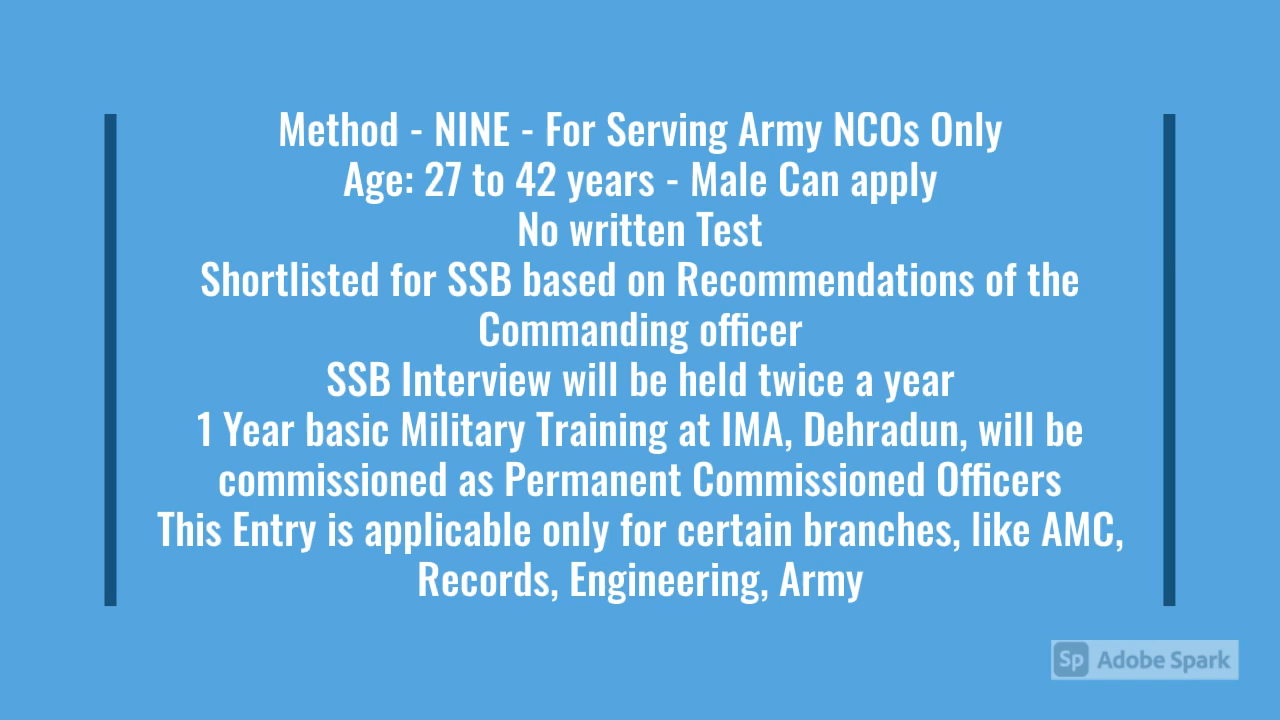 Method - NINE - For Serving Army NCOs Only
Age: 27 to 42 years - Male Can apply
No written Test
Shortlisted for SSB based on Recommendations of the
Commanding officer
SSB Interview will be held twice a year
1 Year basic Military Training at IMA, Dehradun, will be
commissioned as Permanent Commissioned Officers
This Entry is applicable only for certain branches, like AMC,
Records, Engineering, Army
Sp Adobe Spark